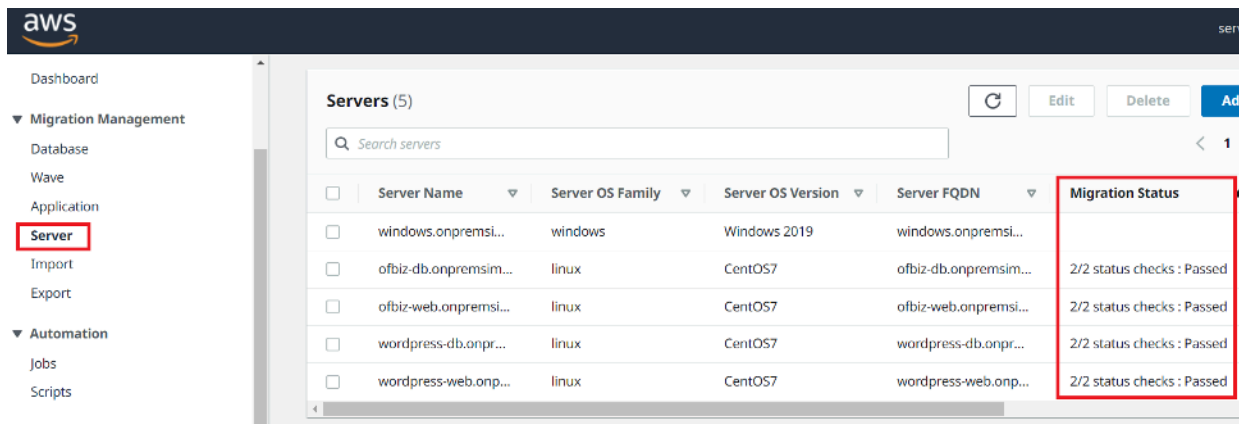 aws
serv
Dashboard
Migration Management
Database
Wave
Application
Server
Import
Export
Automation
Jobs
Scripts
Servers (5)
Edit
Delete
Ad
Search servers
1
Server Name Server OS Family Server OS Version Server FQDN Migration Status
windows.onpremsi... windows Windows 2019 windows.onpremsi...
ofbiz-db.onpremsim... linux CentOS7 ofbiz-db.onpremsim... 2/2 status checks : Passed
ofbiz-web.onpremsi... linux CentOS7 ofbiz-web.onpremsi... 2/2 status checks : Passed
wordpress-db.onpr... linux CentOS7 wordpress-db.onpr... 2/2 status checks : Passed
wordpress-web.onp... linux CentOS7 wordpress-web.onp... 2/2 status checks : Passed